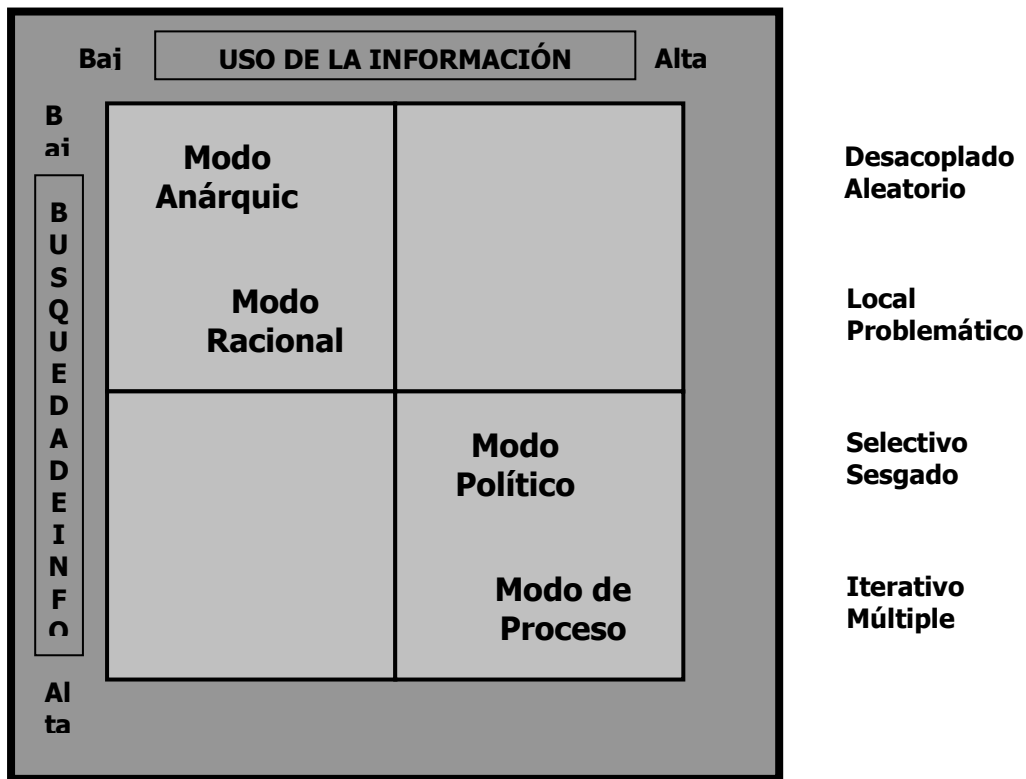 Baj
USO DE LA INFORMACIÓN
Alta
B
ai
B
U
S
Q
U
E
D
A
D
E
I
N
F
O
Al
ta
Modo
Anárquic
Modo
Racional
Modo
Político
Modo de
Proceso
Desacoplado
Aleatorio
Local
Problemático
Selectivo
Sesgado
Iterativo
Múltiple